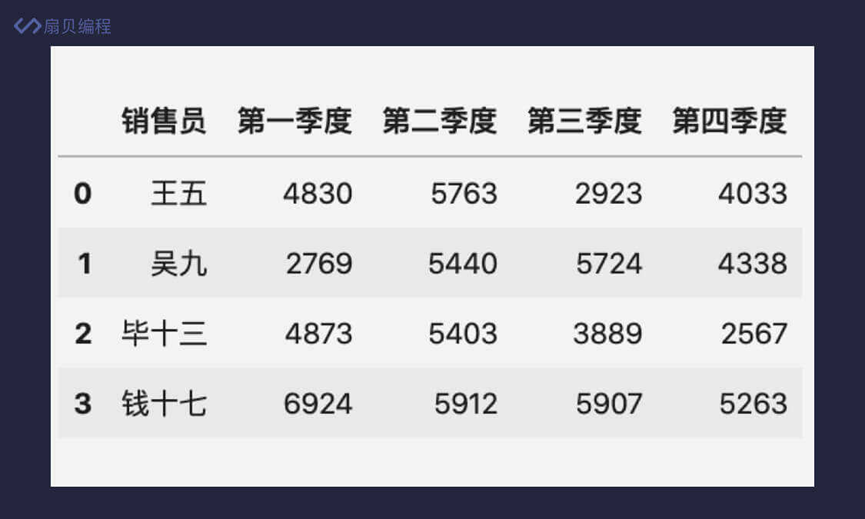 扇贝编程
销售员 第一季度 第二季度 第三季度 第四季度
0 王五 4830 5763 2923 4033
1 吴九 2769 5440 5724 4338
2 毕十三 4873 5403 3889 2567
3 钱十七 6924 5912 5907 5263